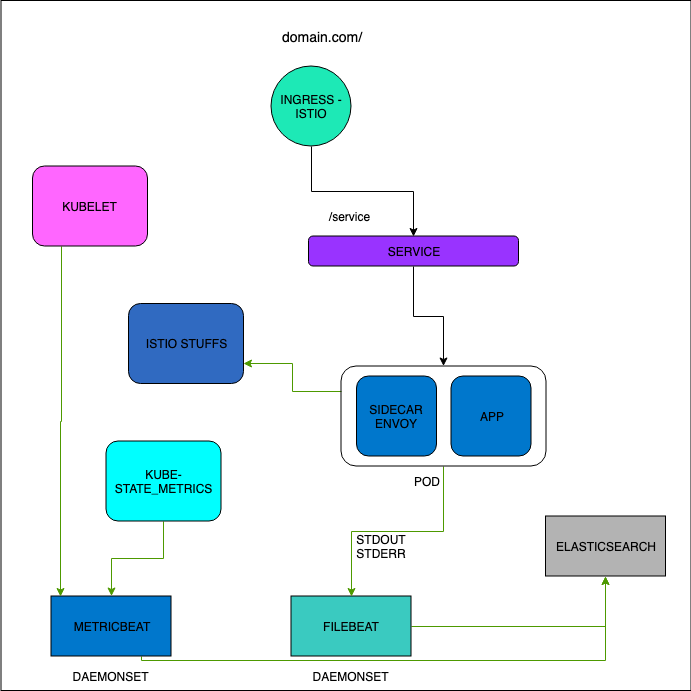 domain.com/
INGRESS -
ISTIO
KUBELET
/service
SERVICE
ISTIO STUFFS
SIDECAR
ENVOY
APP
KUBE-
STATE_METRICS
POD
STDOUT
STDERR
ELASTICSEARCH
METRICBEAT
FILEBEAT
DAEMONSET
DAEMONSET